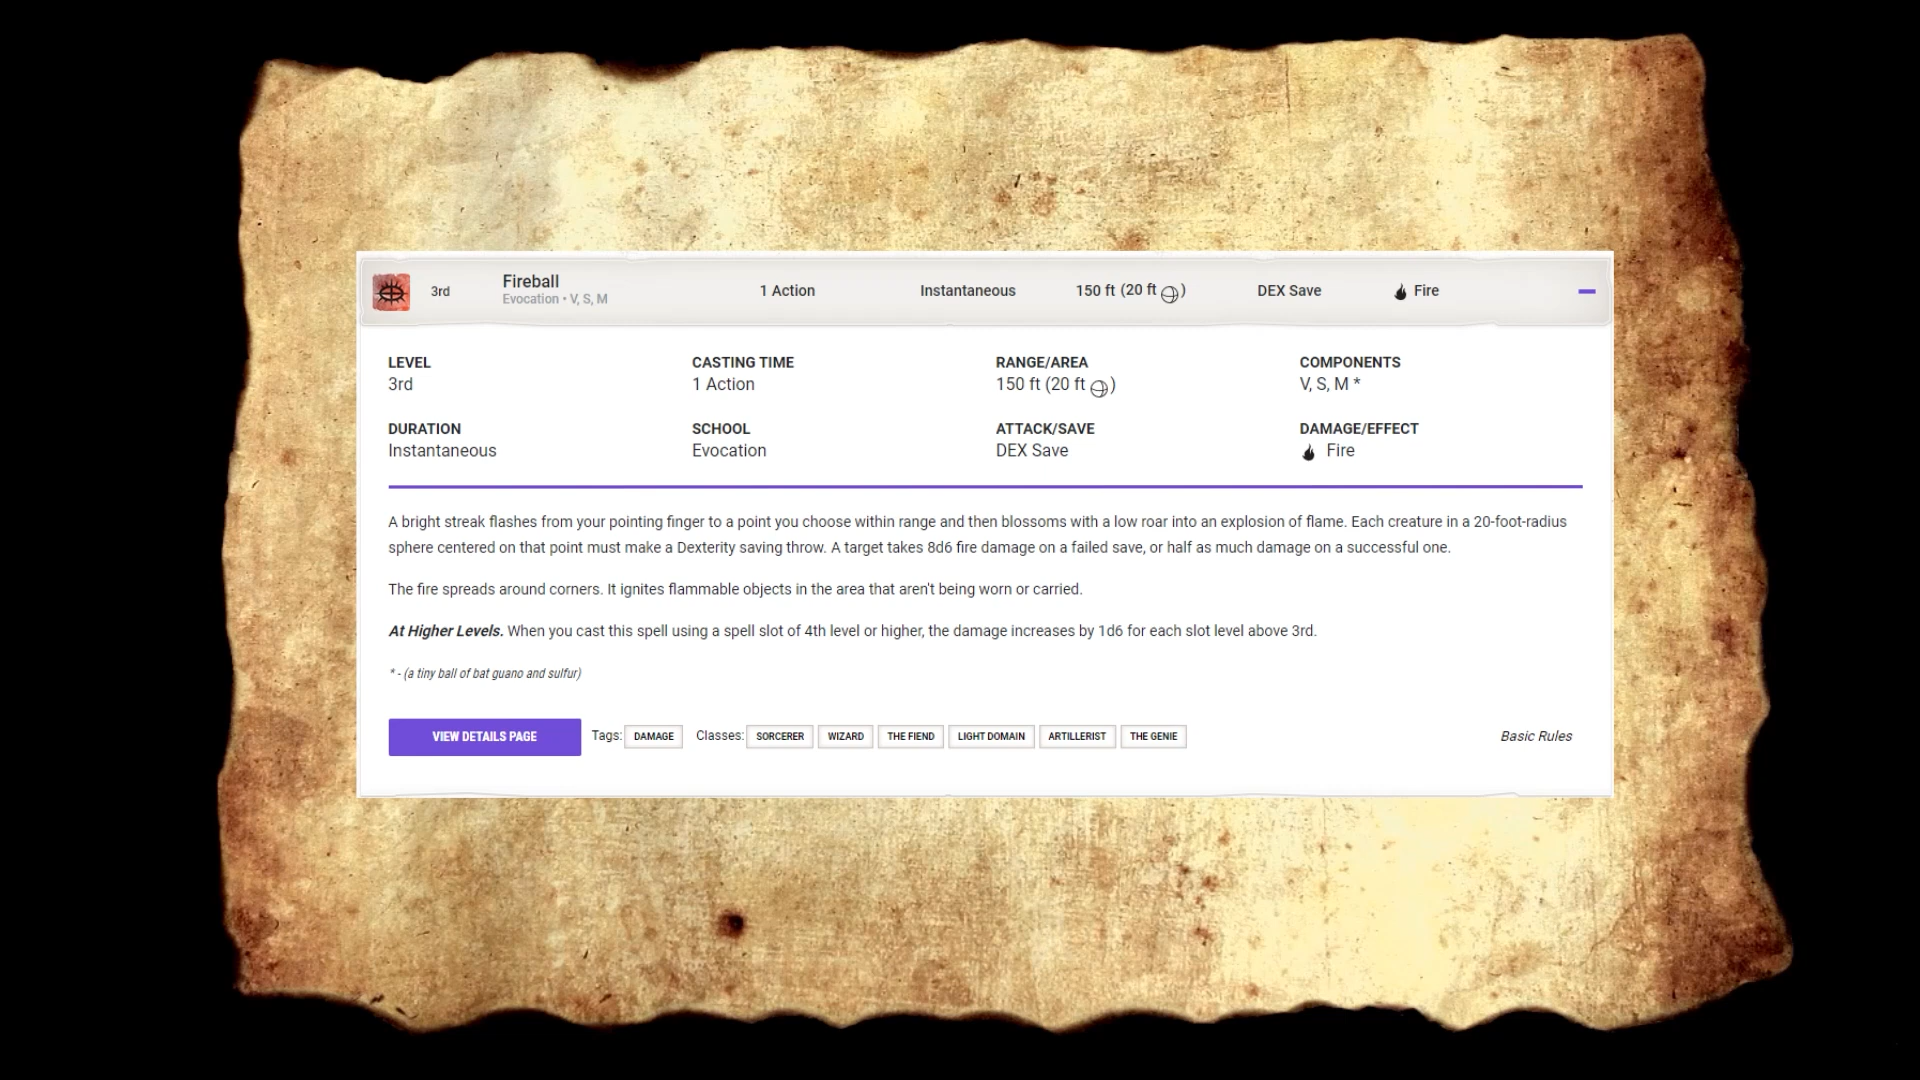 3rd Fireball 1 Action Instantaneous 150 ft (20 ft ) DEX Save Fire
Evocation • V, S, M
LEVEL CASTING TIME RANGE/AREA COMPONENTS
3rd 1 Action 150 ft (20 ft ) V, S, M *
DURATION SCHOOL ATTACK/SAVE DAMAGE/EFFECT
Instantaneous Evocation DEX Save Fire
A bright streak flashes from your pointing finger to a point you choose within range and then blossoms with a low roar into an explosion of flame. Each creature in a 20-foot-radius
sphere centered on that point must make a Dexterity saving throw. A target takes 8d6 fire damage on a failed save, or half as much damage on a successful one.
The fire spreads around corners. It ignites flammable objects in the area that aren't being worn or carried.
At Higher Levels. When you cast this spell using a spell slot of 4th level or higher, the damage increases by 1d6 for each slot level above 3rd.
* - (a tiny ball of bat guano and sulfur)
VIEW DETAILS PAGE Tags: DAMAGE Classes: SORCERER WIZARD THE FIEND LIGHT DOMAIN ARTILLERIST THE GENIE Basic Rules